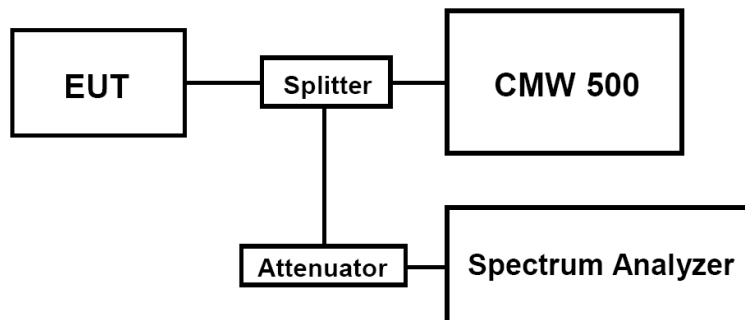 EUT
Splitter
CMW 500
Attenuator
Spectrum Analyzer